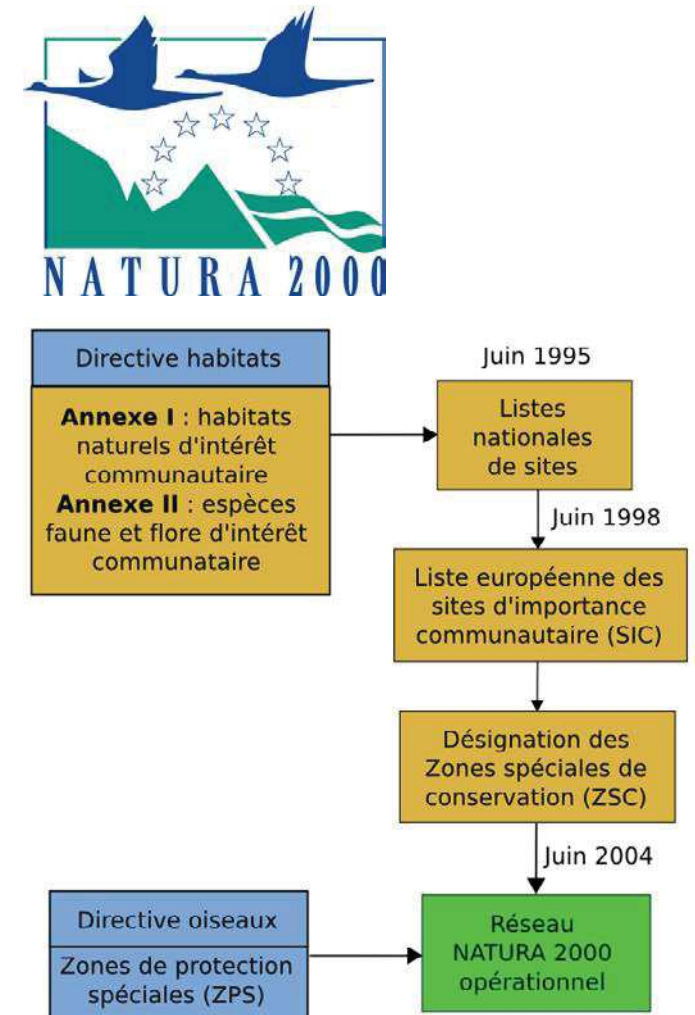 NATURA 2000
Directive habitats
Annexe I : habitats
naturels d'intérêt
communautaire
Annexe II : espèces
faune et flore d'intérêt
communataire
Juin 1995
Listes
nationales
de sites
Juin 1998
Liste européenne des
sites d'importance
communautaire (SIC)
Désignation des
Zones spéciales de
conservation (ZSC)
Juin 2004
Directive oiseaux
Zones de protection
spéciales (ZPS)
Réseau
NATURA 2000
opérationnel